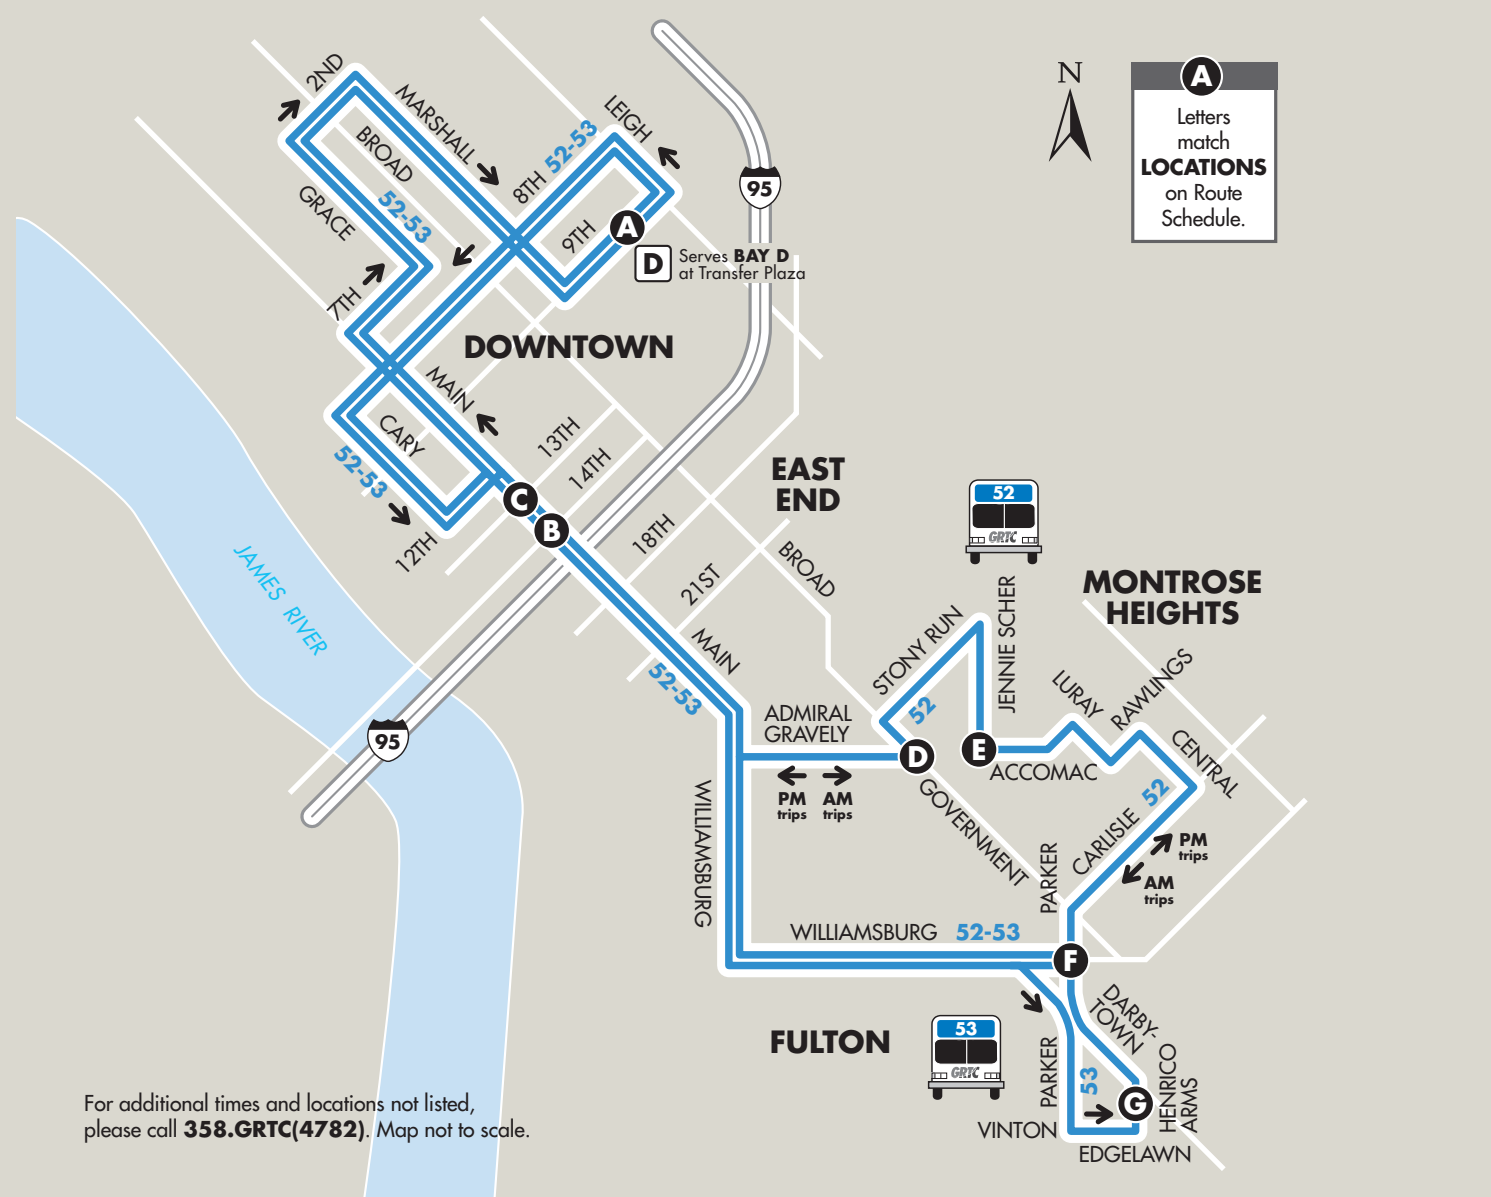 2ND
MARSHALL
BROAD
GRACE
52-53
7TH
8TH
52-53
LEIGH
9TH
A
D
Serves BAY D
at Transfer Plaza
95
N
A
Letters
match
LOCATIONS
on Route
Schedule.
DOWNTOWN
MAIN
CARY
52-53
12TH
13TH
14TH
C
B
18TH
21ST
EAST
END
BROAD
MAIN
52-53
JAMES RIVER
95
52
GRTC
MONTROSE
HEIGHTS
STONY RUN
52
JENNIE SCHER
LURAY
RAWLINGS
CENTRAL
ADMIRAL
GRAVELY
D
E
ACCOMAC
PM
trips
AM
trips
GOVERNMENT
CARLISLE
52
PM
trips
AM
trips
PARKER
WILLIAMSBURG
WILLIAMSBURG
52-53
F
FULTON
53
GRTC
DARBY-
TOWN
PARKER
53
G
HENRICO
ARMS
VINTON
EDGELAWN
For additional times and locations not listed,
please call 358.GRTC(4782). Map not to scale.